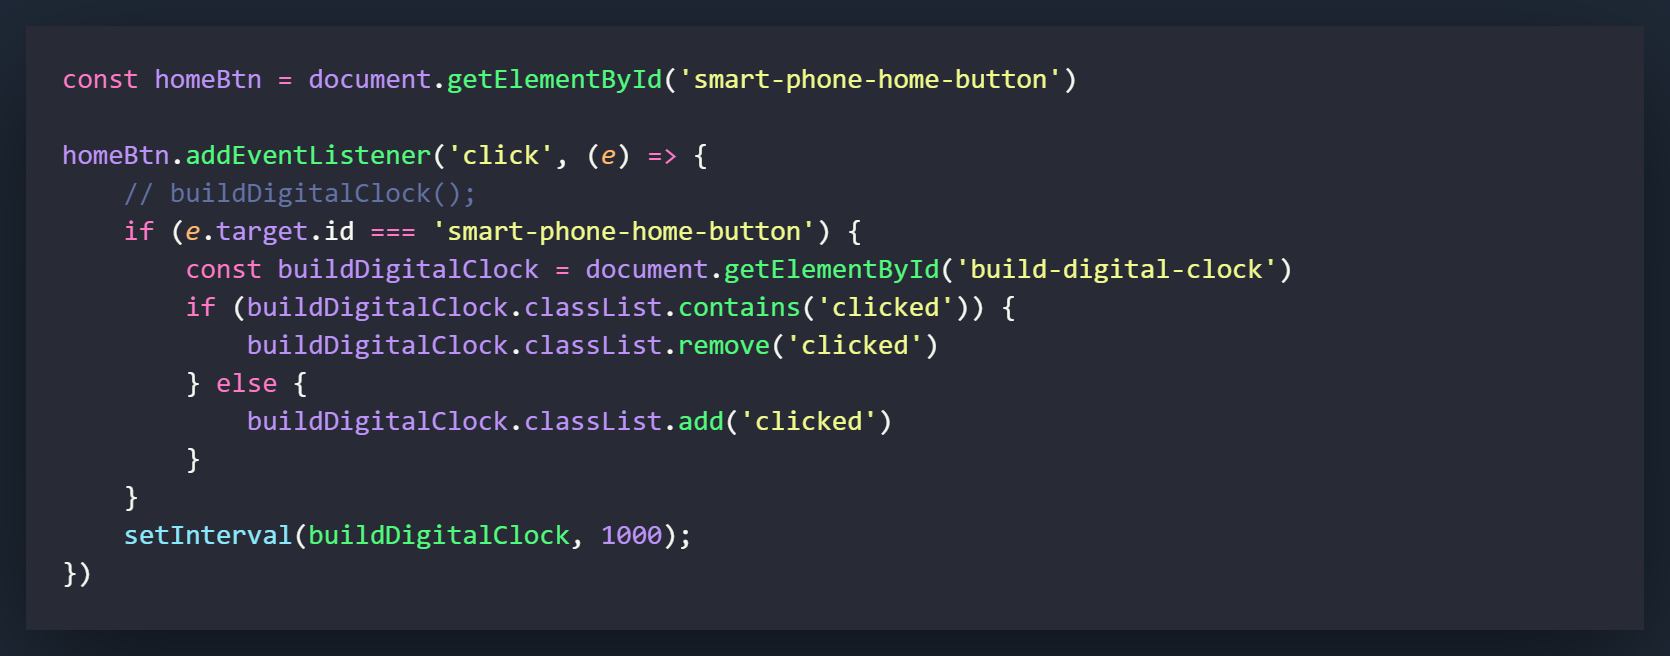 const homeBtn = document.getElementById('smart-phone-home-button')
homeBtn.addEventListener('click', (e) => {
// buildDigitalClock();
if (e.target.id === 'smart-phone-home-button') {
const buildDigitalClock = document.getElementById('build-digital-clock')
if (buildDigitalClock.classList.contains('clicked')) {
buildDigitalClock.classList.remove('clicked')
} else {
buildDigitalClock.classList.add('clicked')
}
}
setInterval(buildDigitalClock, 1000);
})